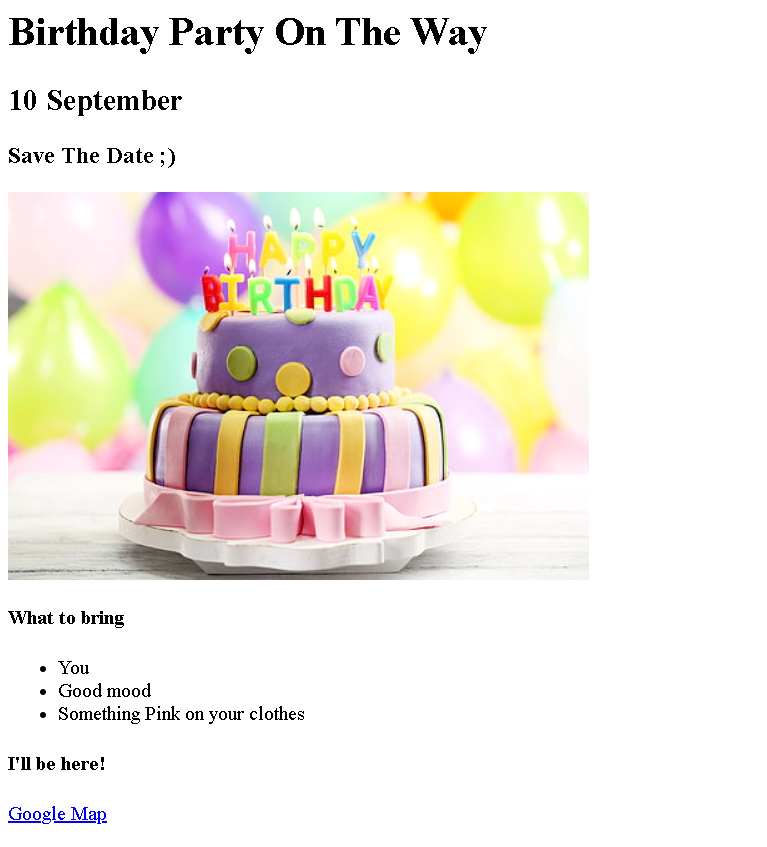 Birthday Party On The Way
10 September
Save The Date ;)
HAPPY
BIRTHDAY
What to bring
You
Good mood
Something Pink on your clothes
I'll be here!
Google Map